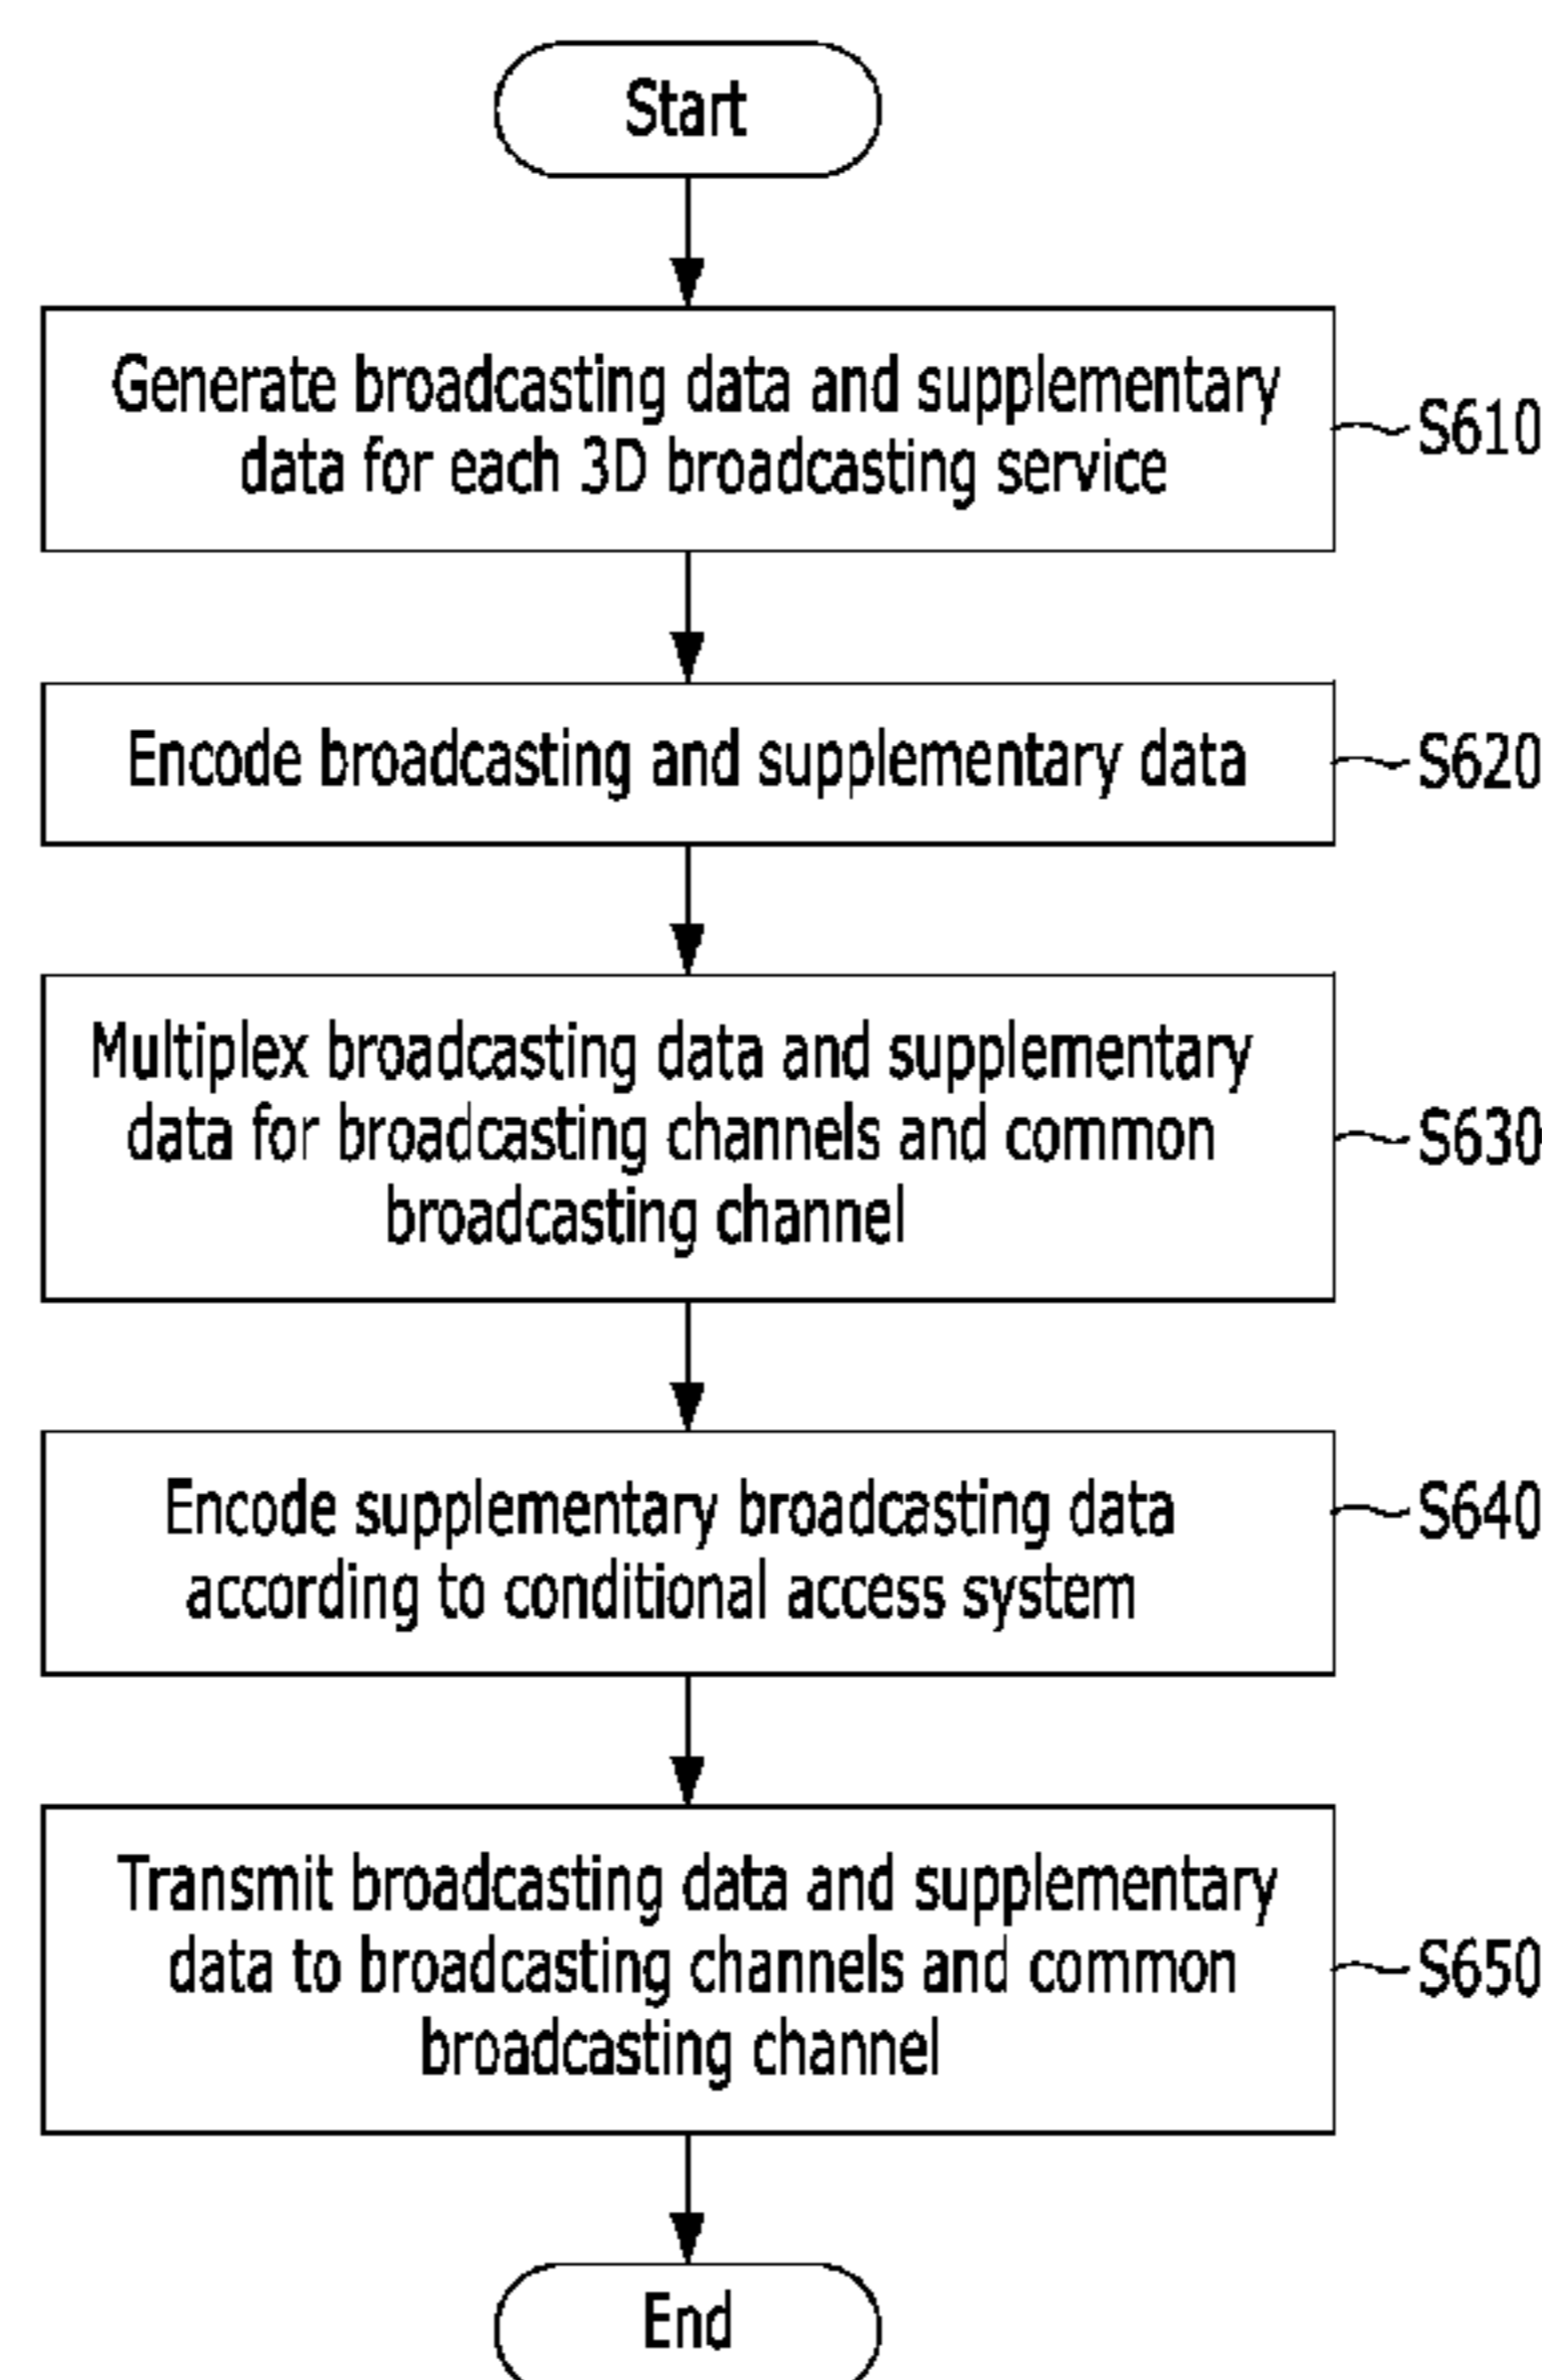 Start
Generate broadcasting data and supplementary
data for each 3D broadcasting service
S610
Encode broadcasting and supplementary data
S620
Multiplex broadcasting data and supplementary
data for broadcasting channels and common
broadcasting channel
S630
Encode supplementary broadcasting data
according to conditional access system
S640
Transmit broadcasting data and supplementary
data to broadcasting channels and common
broadcasting channel
S650
End